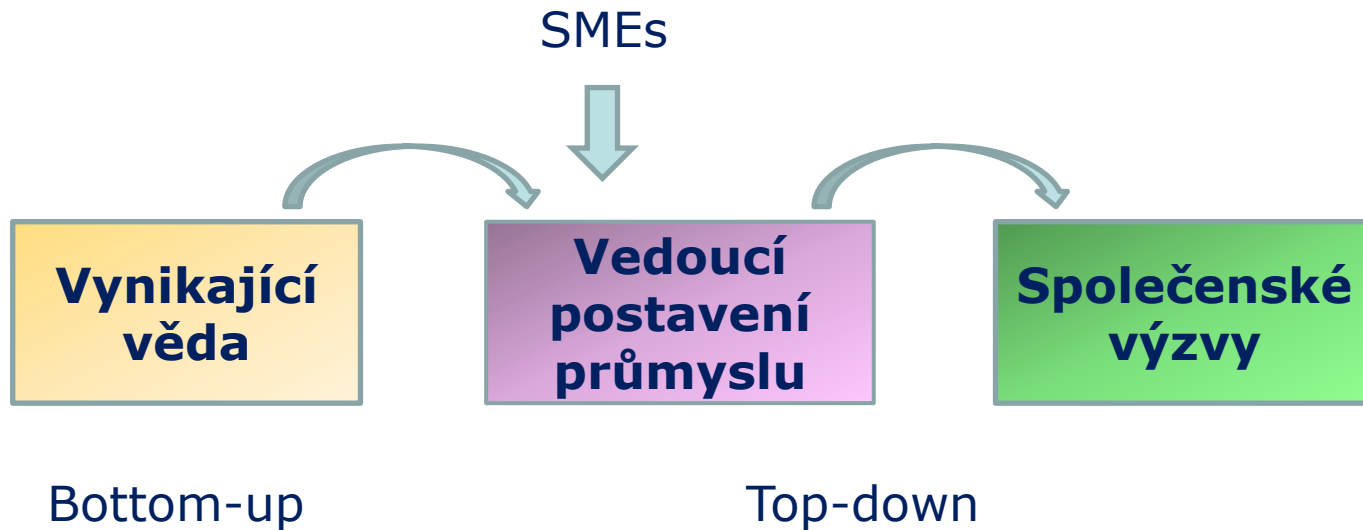 SMEs
Vynikající
věda
Vedoucí
postavení
průmyslu
Společenské
výzvy
Bottom-up
Top-down